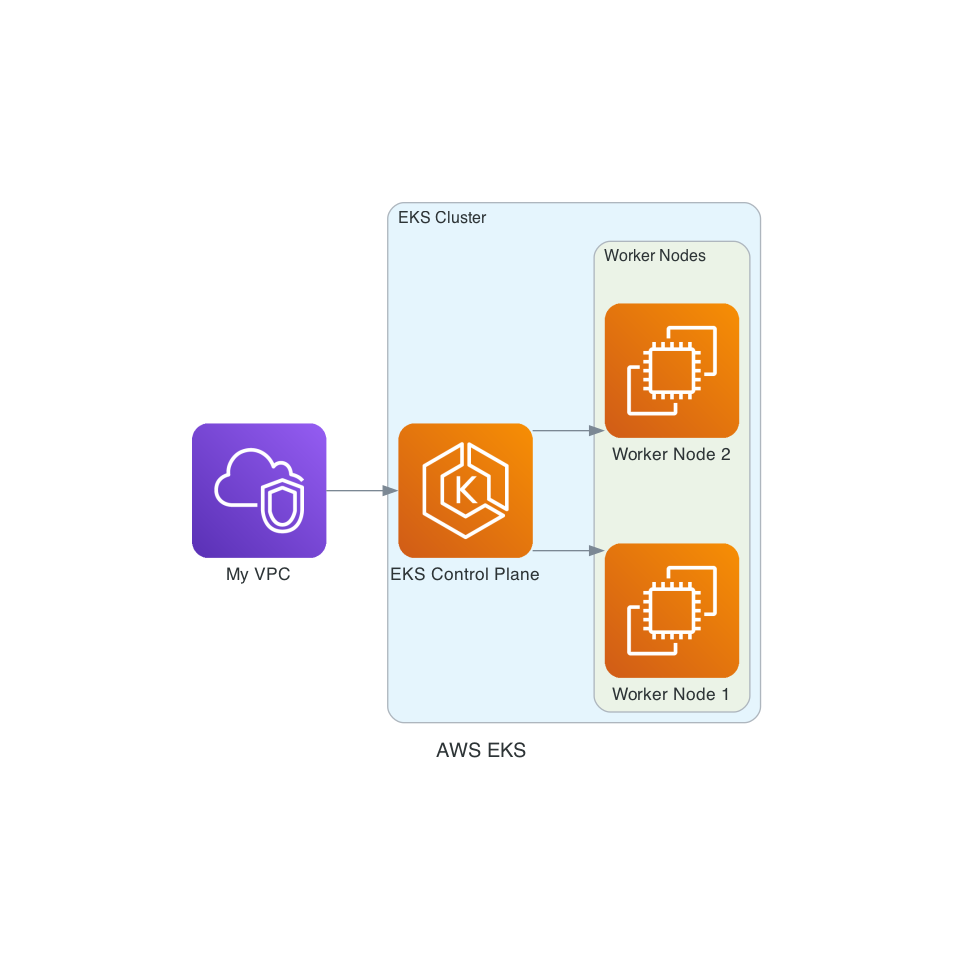 EKS Cluster
Worker Nodes
Worker Node 2
My VPC
K
EKS Control Plane
Worker Node 1
AWS EKS